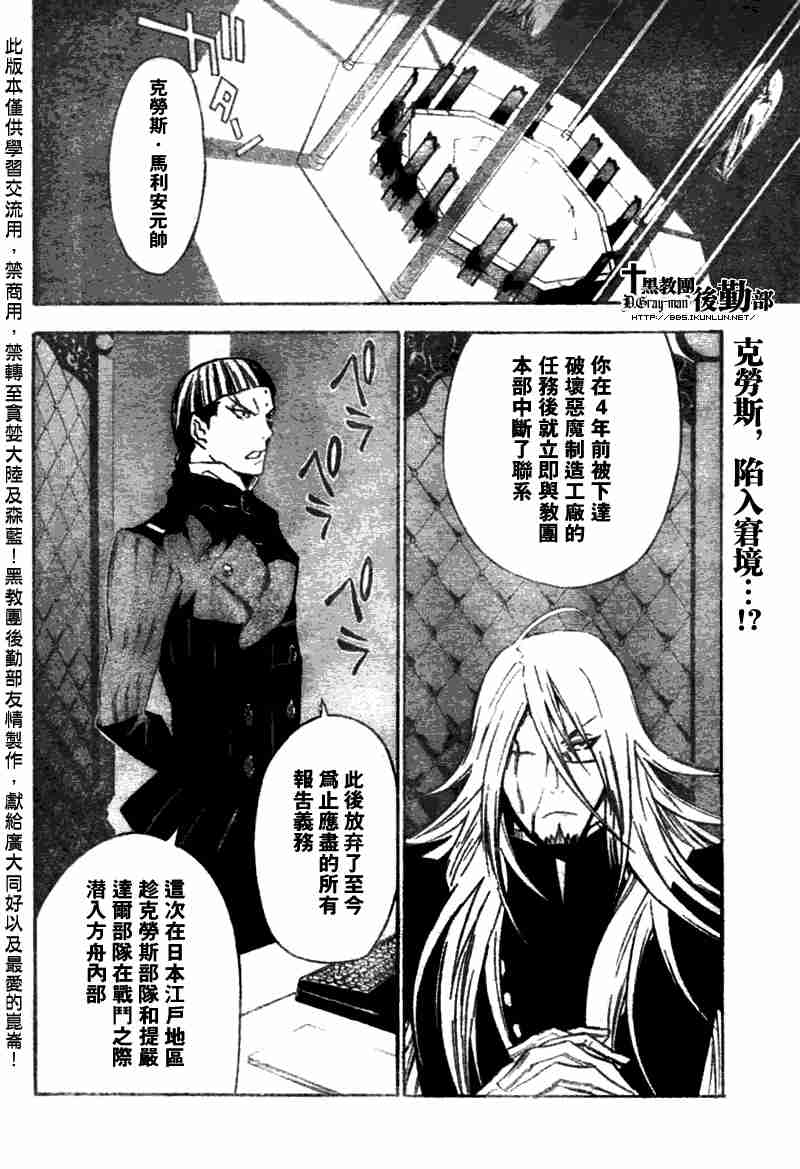 克勞斯·馬利安元帥
十黑教團
D.Gray-man
後勤部
HTTP://BBS.IKUNLUN.NET/
克勞斯，陷入窘境…!?
你在4年前被下達
破壞惡魔制造工廠的
任務後就立即與教團
本部中斷了聯系
此後放弃了至今
為止應盡的所有
報告義務
這次在日本江戶地區
趁克勞斯部隊和提嚴
達爾部隊在戰鬥之際
潜入方舟內部
此版本僅供學習交流用，禁商用，禁轉至貪婪大陸及森藍！黑教團後勤部友情製作，獻給廣大同好以及最愛的崑崙！